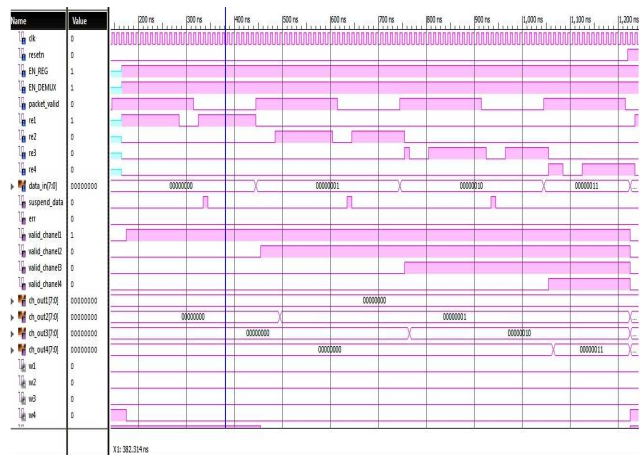 Name Value 200 ns 300 ns 400 ns 500 ns 600 ns 700 ns 800 ns 900 ns 1,000 ns 1,100 ns 1,200 ns
clk 0
resetn 0
EN_REG 1
EN_DEMUX 1
packet_valid 0
re1 1
re2 0
re3 0
re4 0
data_in[7:0] 00000000 00000000 00000001 00000010 00000011
suspend_data 0
err 0
valid_chanel1 1
valid_chanel2 0
valid_chanel3 0
valid_chanel4 0
ch_out1[7:0] 00000000 00000000
ch_out2[7:0] 00000000 00000000 00000001
ch_out3[7:0] 00000000 00000000 00000010
ch_out4[7:0] 00000000 00000000 00000011
w1 0
w2 0
w3 0
w4 0
X1: 382.314 ns